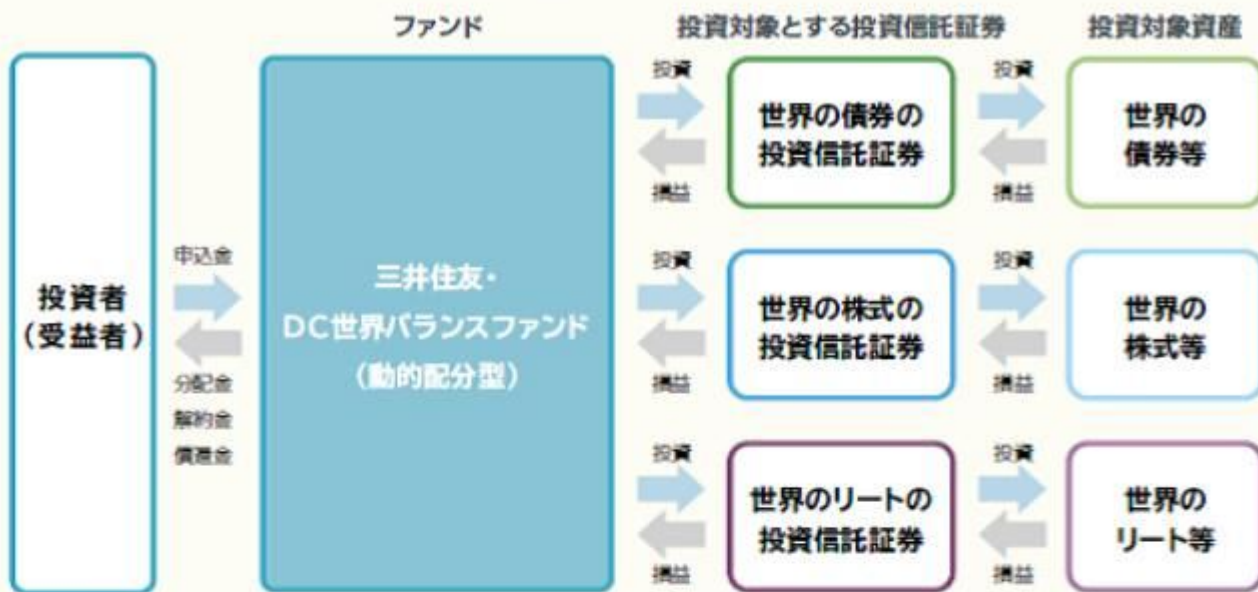 ファンド
投資対象とする投資信託証券
投資対象資産
投資者
(受益者)
申込金
分配金
解約金
償還金
三井住友・
DC世界バランスファンド
(動的配分型)
投資
損益
世界の債券の
投資信託証券
投資
損益
世界の
債券等
投資
損益
世界の株式の
投資信託証券
投資
損益
世界の
株式等
投資
損益
世界のリートの
投資信託証券
投資
損益
世界の
リート等